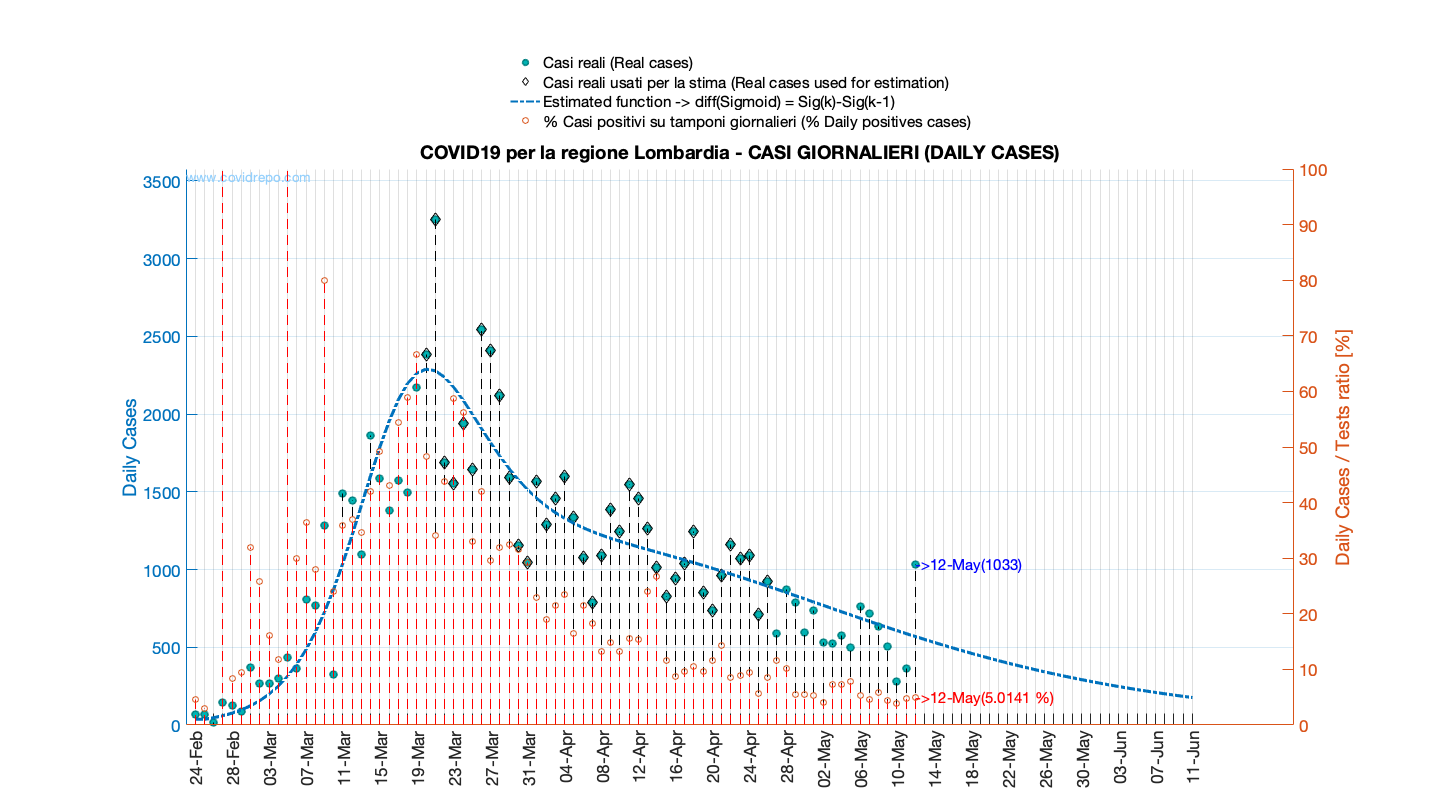 Casi reali (Real cases)
Casi reali usati per la stima (Real cases used for estimation)
Estimated function -> diff(Sigmoid) = Sig(k)-Sig(k-1)
% Casi positivi su tamponi giornalieri (% Daily positives cases)
COVID19 per la regione Lombardia - CASI GIORNALIERI (DAILY CASES)
www.covidrepo.com
Daily Cases
3500
3000
2500
2000
1500
1000
500
0
100
90
80
70
60
50
40
30
20
10
0
Daily Cases / Tests ratio [%]
->12-May(1033)
->12-May(5.0141 %)
24-Feb
28-Feb
03-Mar
07-Mar
11-Mar
15-Mar
19-Mar
23-Mar
27-Mar
31-Mar
04-Apr
08-Apr
12-Apr
16-Apr
20-Apr
24-Apr
28-Apr
02-May
06-May
10-May
14-May
18-May
22-May
26-May
30-May
03-Jun
07-Jun
11-Jun